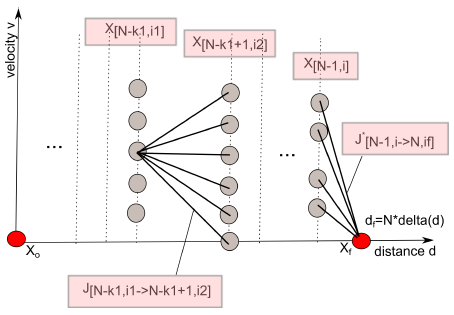 velocity v
X[N-k1,i1]
X[N-k1+1,i2]
X[N-1,i]
...
...
J*[N-1,i->N,if]
df=N*delta(d)
Xo
Xf
distance d
J[N-k1,i1->N-k1+1,i2]